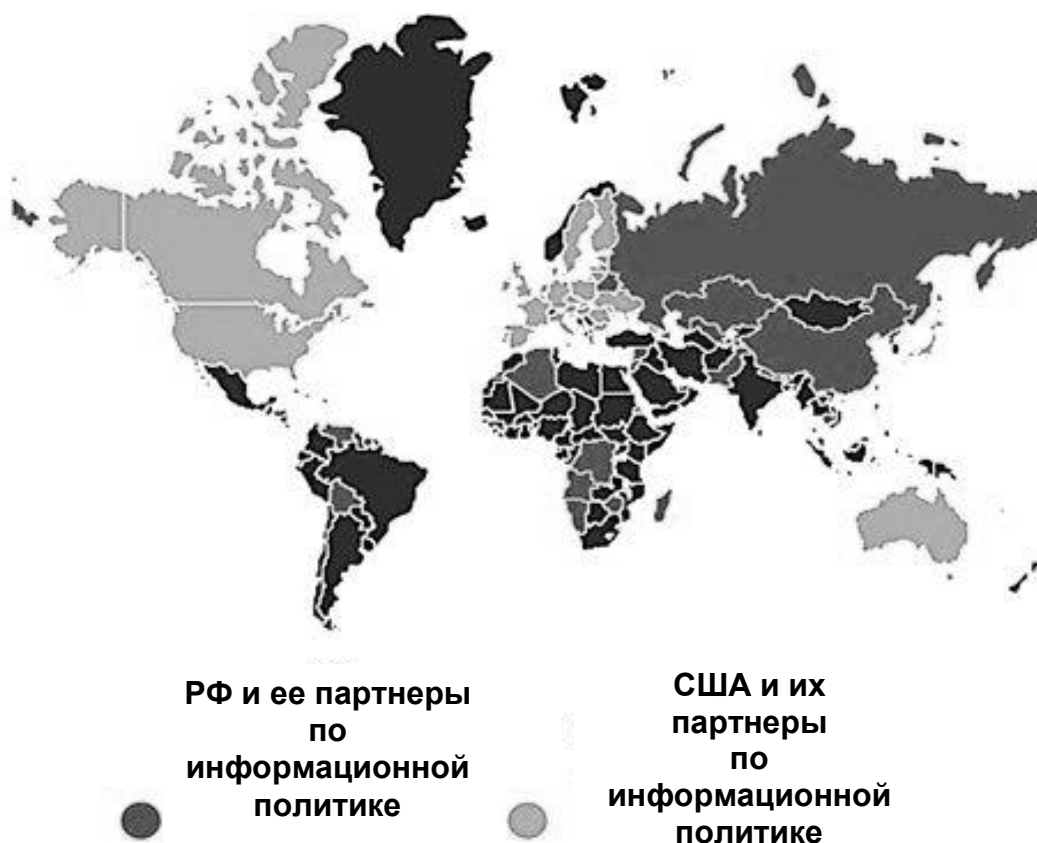 РФ и ее партнеры
по
информационной
политике
США и их
партнеры
по
информационной
политике